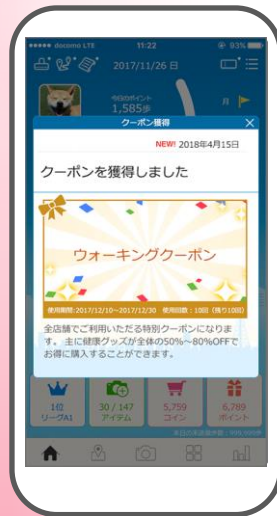 docomo LTE 11:22 93%
2017/11/26 日
今日のポイント
1,585歩
月
クーポン獲得
NEW! 2018年4月15日
クーポンを獲得しました
ウォーキングクーポン
使用期間:2017/12/10~2017/12/30 使用回数:10回 (残り10回)
全店舗でご利用いただだる特別クーポンになりま
す。 主に健康グッズが全体の50%~80%OFFで
お得に購入することができます。
1位 30 / 147 5,759 6,789
リーグA1 アイテム コイン ポイント